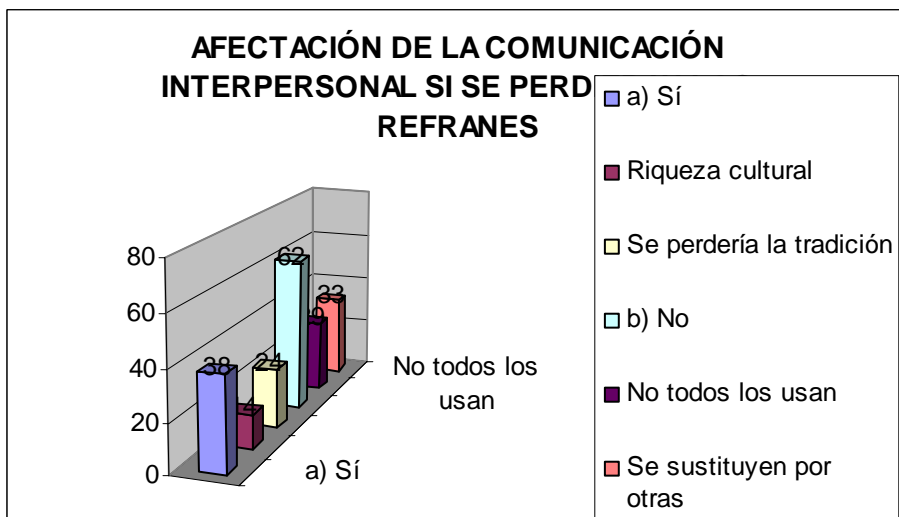 AFECTACIÓN DE LA COMUNICACIÓN
INTERPERSONAL SI SE PERD
REFRANES
80
60
40
20
0
38
24
62
33
a) Sí
No todos los
usan
a) Sí
Riqueza cultural
Se perdería la tradición
b) No
No todos los usan
Se sustituyen por
otras